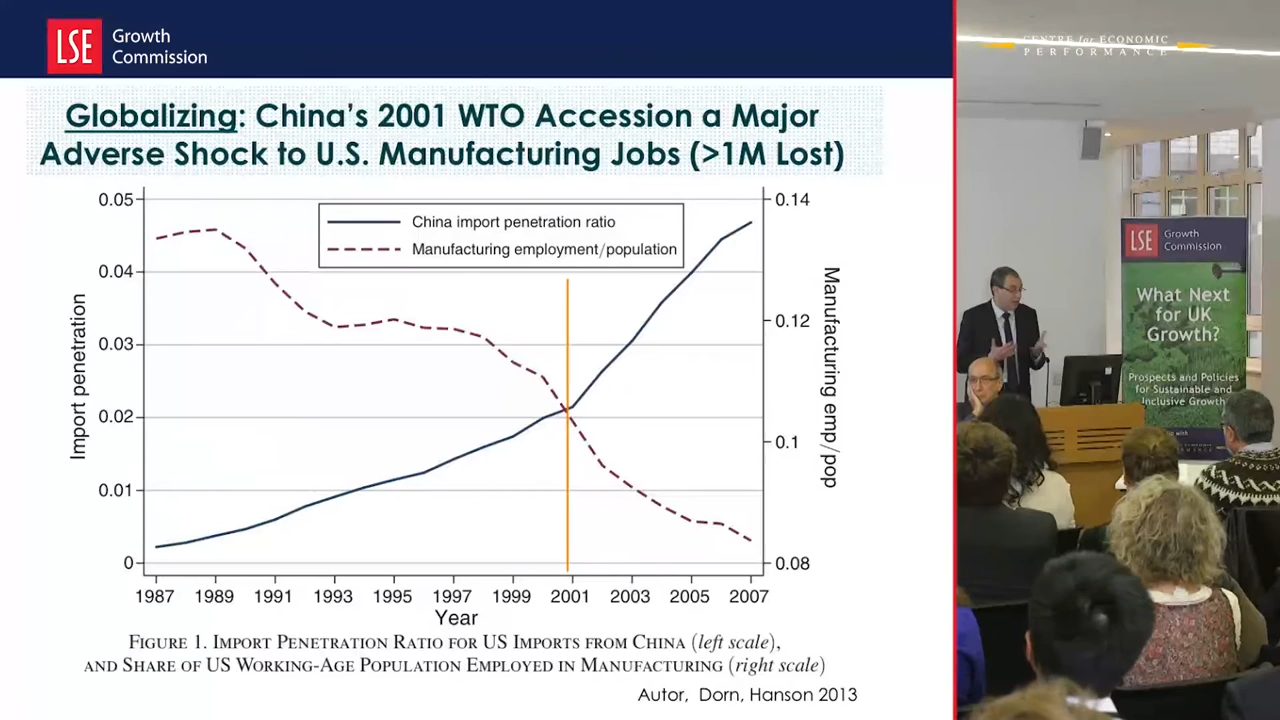 LSE Growth
Commission
Globalizing: China's 2001 WTO Accession a Major
Adverse Shock to U.S. Manufacturing Jobs (>1M Lost)
China import penetration ratio
Manufacturing employment/population
0.05
0.04
0.03
0.02
0.01
0
Import penetration
0.14
0.12
0.1
0.08
Manufacturing emp/pop
1987 1989 1991 1993 1995 1997 1999 2001 2003 2005 2007
Year
FIGURE 1. IMPORT PENETRATION RATIO FOR US IMPORTS FROM CHINA (left scale),
AND SHARE OF US WORKING-AGE POPULATION EMPLOYED IN MANUFACTURING (right scale)
Autor, Dorn, Hanson 2013
CENTRE for ECONOMIC
PERFORMANCE
LSE Growth
Commission
What Next
for UK
Growth?
Prospects and Policies
for Sustainable and
Inclusive Growth
with